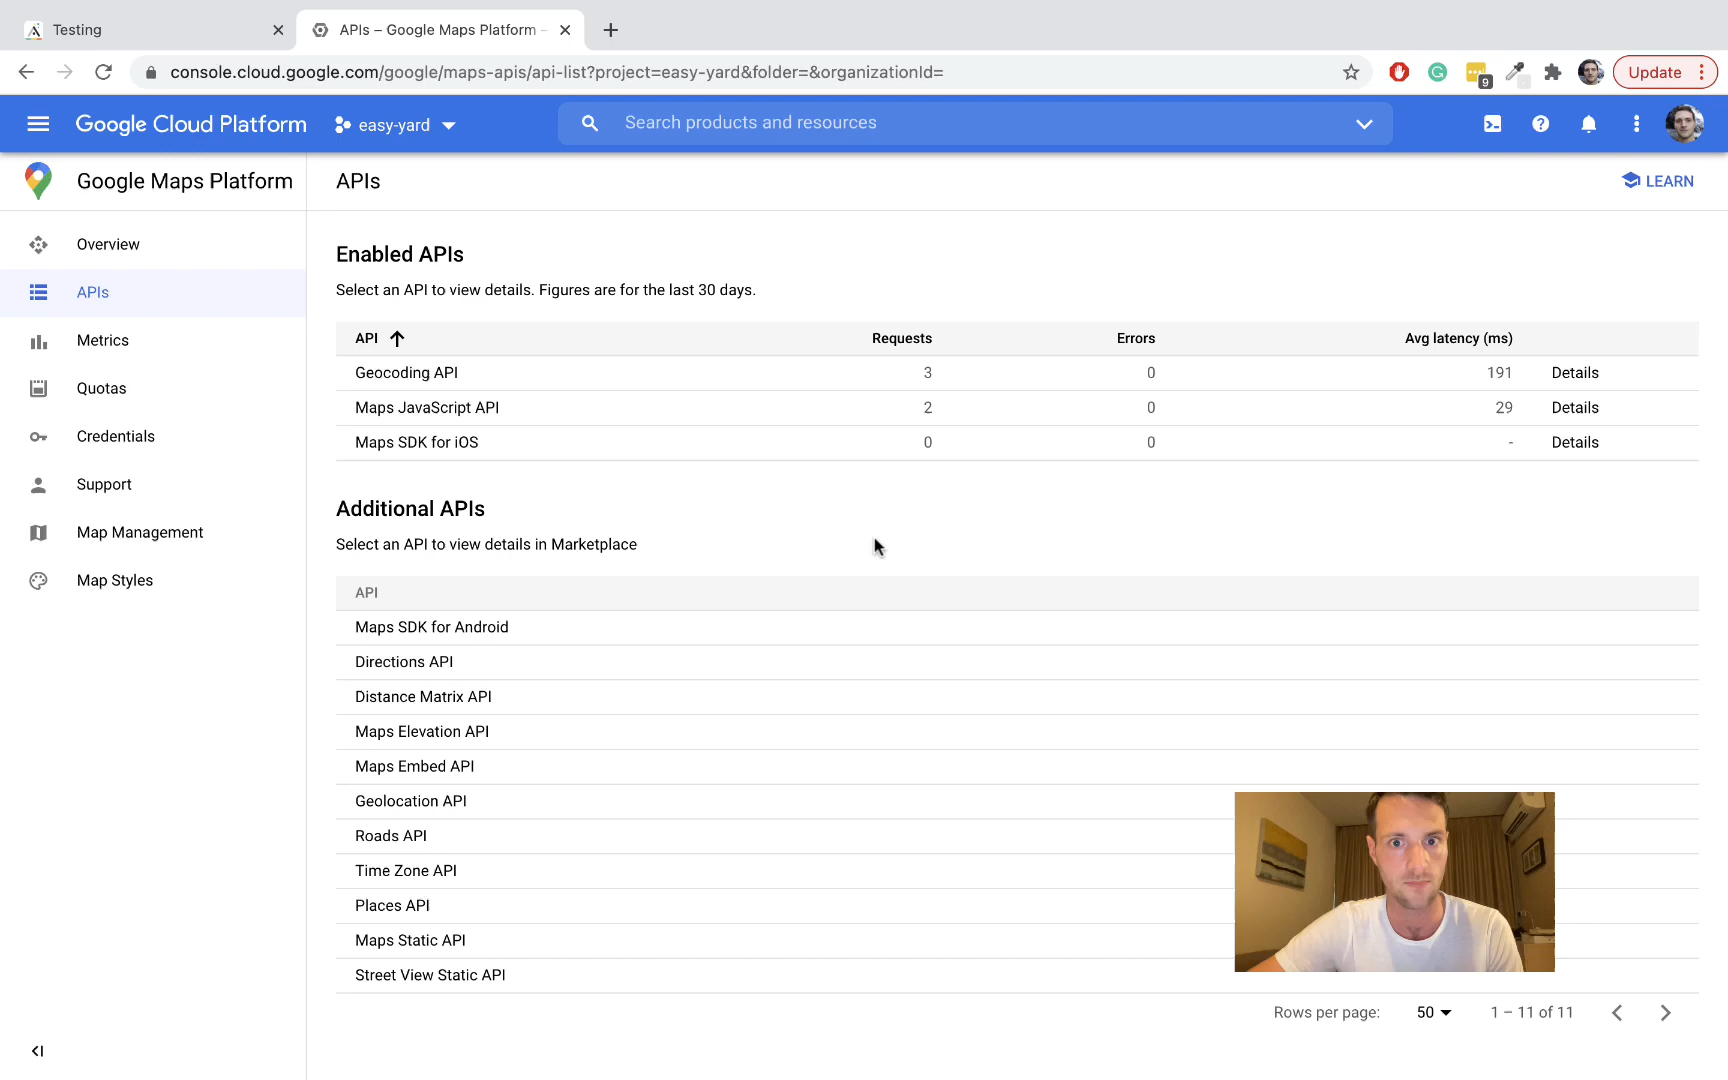 Testing
APIs – Google Maps Platform –
console.cloud.google.com/google/maps-apis/api-list?project=easy-yard&folder=&organizationId=
9
Update
Google Cloud Platform
easy-yard
Search products and resources
Google Maps Platform
APIs
LEARN
Overview
APIs
Metrics
Quotas
Credentials
Support
Map Management
Map Styles
Enabled APIs
Select an API to view details. Figures are for the last 30 days.
API Requests Errors Avg latency (ms)
Geocoding API 3 0 191 Details
Maps JavaScript API 2 0 29 Details
Maps SDK for iOS 0 0 - Details
Additional APIs
Select an API to view details in Marketplace
API
Maps SDK for Android
Directions API
Distance Matrix API
Maps Elevation API
Maps Embed API
Geolocation API
Roads API
Time Zone API
Places API
Maps Static API
Street View Static API
Rows per page: 50 1 – 11 of 11